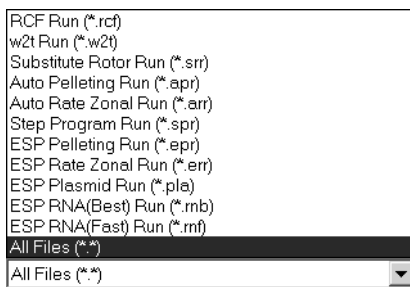 RCF Run (*.rcf)
w2t Run (*.w2t)
Substitute Rotor Run (*.srr)
Auto Pelleting Run (*.apr)
Auto Rate Zonal Run (*.arr)
Step Program Run (*.spr)
ESP Pelleting Run (*.epr)
ESP Rate Zonal Run (*.err)
ESP Plasmid Run (*.pla)
ESP RNA(Best) Run (*.rnb)
ESP RNA(Fast) Run (*.rnf)
All Files (*.*)
All Files (*.*)